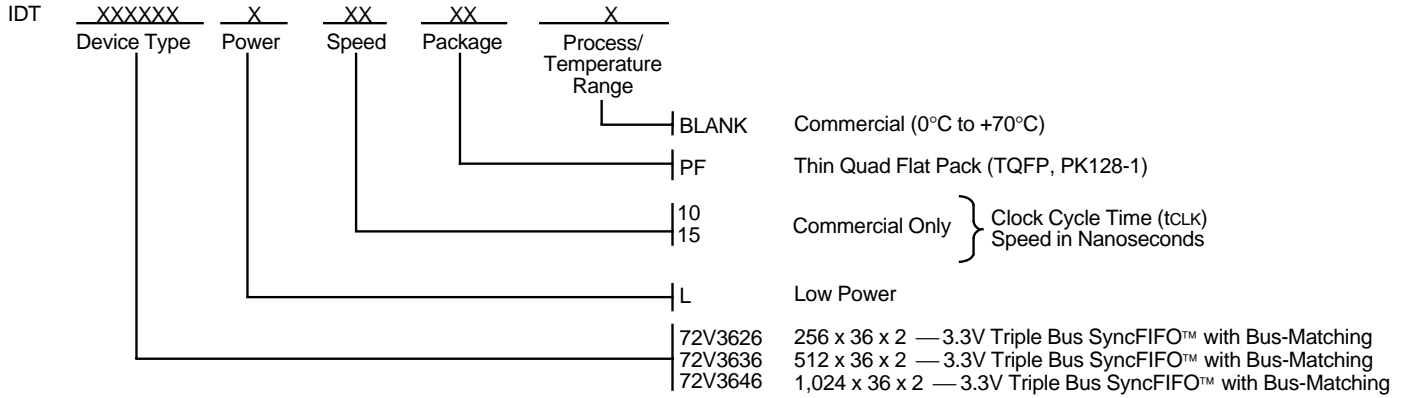 IDT XXXXXX X XX XX X
Device Type Power Speed Package Process/
Temperature
Range
BLANK Commercial (0°C to +70°C)
PF Thin Quad Flat Pack (TQFP, PK128-1)
10
15
Commercial Only
Clock Cycle Time (tCLK)
Speed in Nanoseconds
L Low Power
72V3626 256 x 36 x 2 — 3.3V Triple Bus SyncFIFO™ with Bus-Matching
72V3636 512 x 36 x 2 — 3.3V Triple Bus SyncFIFO™ with Bus-Matching
72V3646 1,024 x 36 x 2 — 3.3V Triple Bus SyncFIFO™ with Bus-Matching